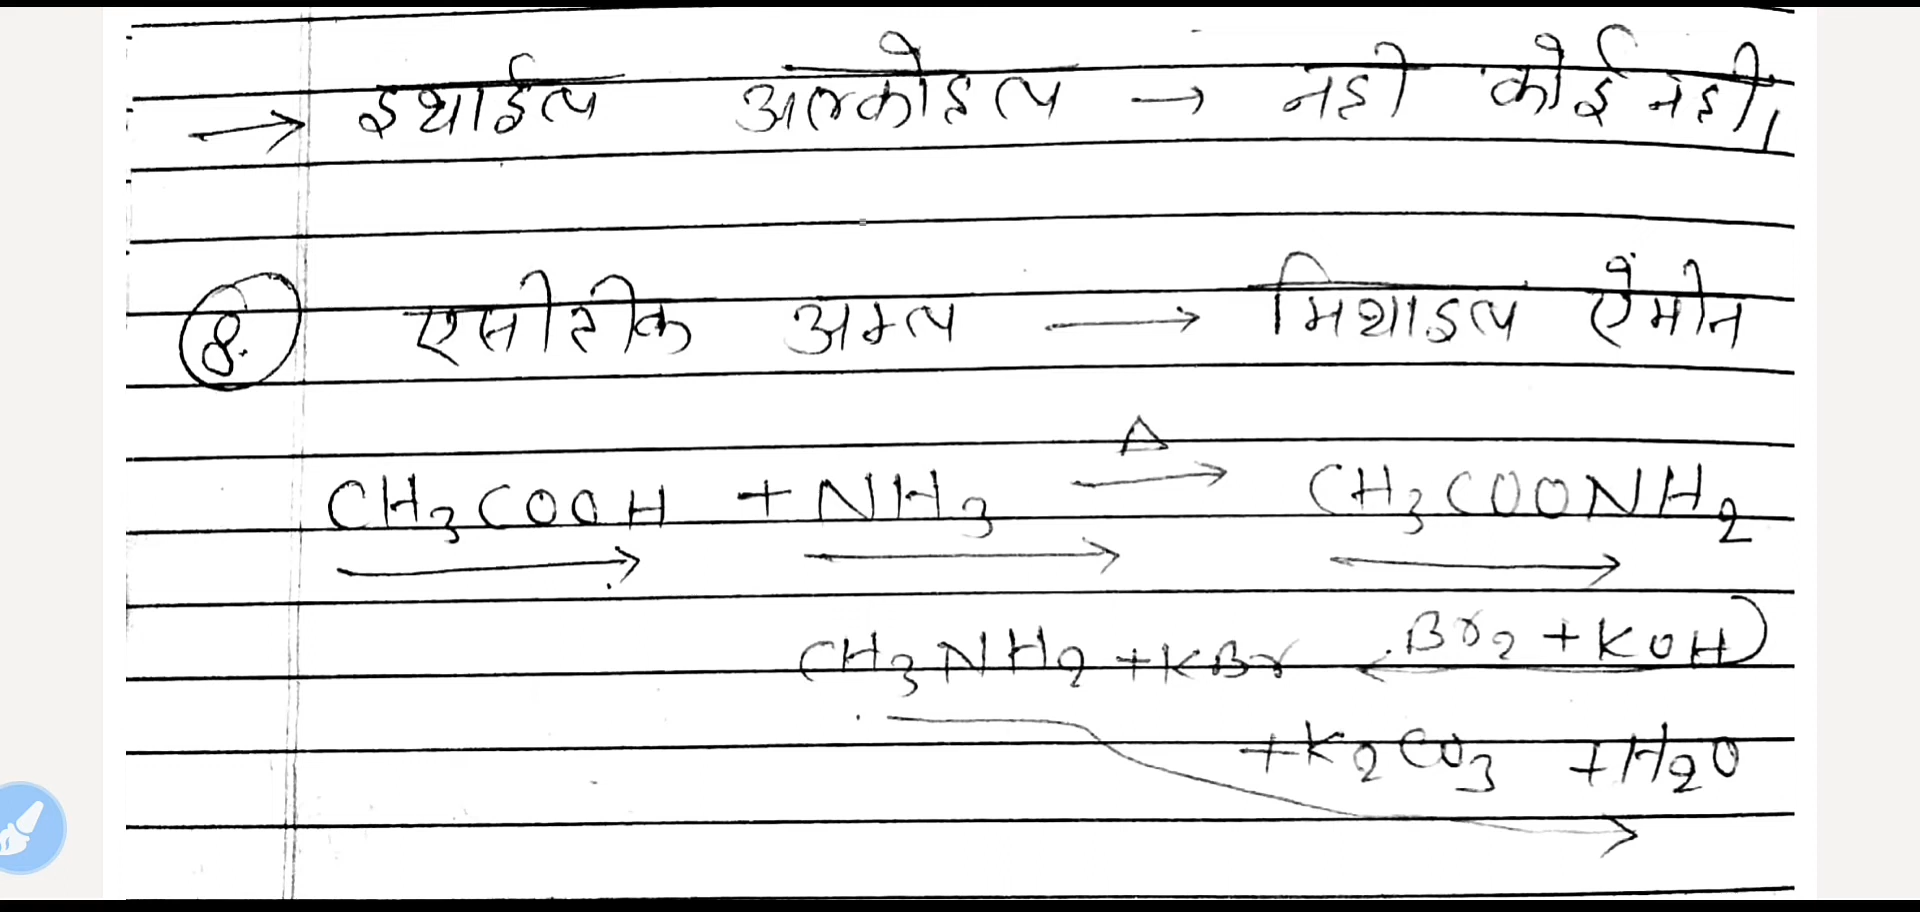 → इथाईल अल्कोहल → नही कोई नही।
8. एसीटीक अम्ल → मिथाइल ऐंमीन
CH3COOH + NH3 →Δ CH3COONH2
Br2 + KOH)
CH3NH2 + KBr
+ K2CO3 + H2O